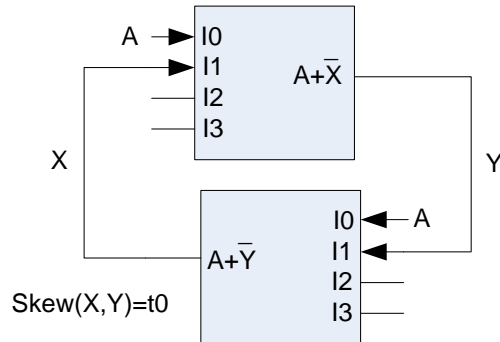 A
I0
I1
A+X̅
I2
I3
X
Y
I0
A
I1
A+Y̅
I2
I3
Skew(X,Y)=t0